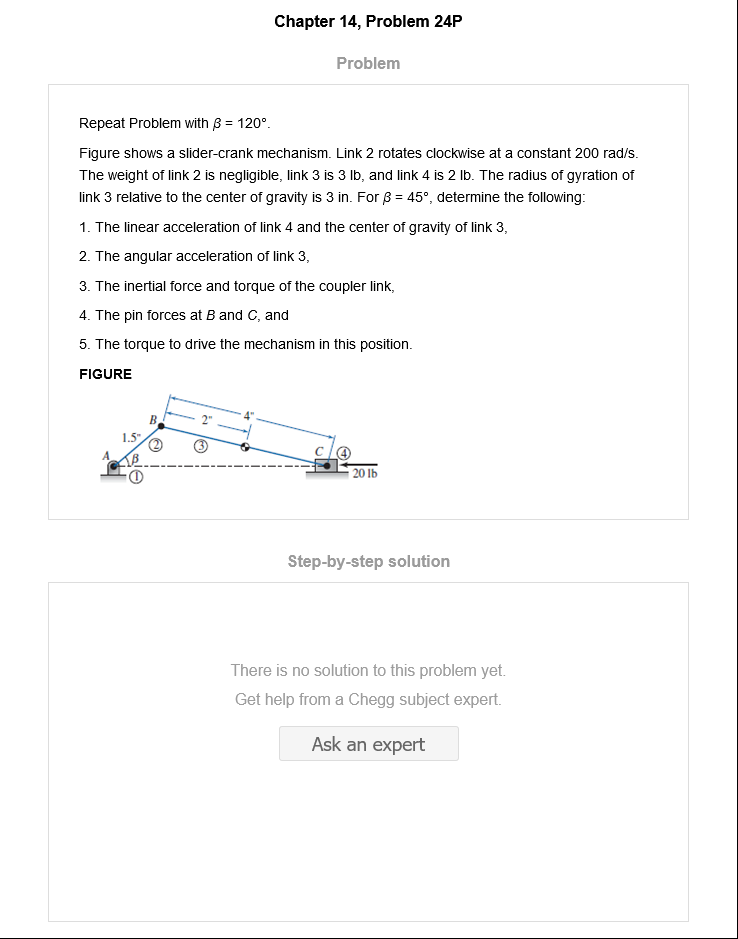 Chapter 14, Problem 24P
Problem
Repeat Problem with β = 120°.
Figure shows a slider-crank mechanism. Link 2 rotates clockwise at a constant 200 rad/s.
The weight of link 2 is negligible, link 3 is 3 lb, and link 4 is 2 lb. The radius of gyration of
link 3 relative to the center of gravity is 3 in. For β = 45°, determine the following:
1. The linear acceleration of link 4 and the center of gravity of link 3,
2. The angular acceleration of link 3,
3. The inertial force and torque of the coupler link,
4. The pin forces at B and C, and
5. The torque to drive the mechanism in this position.
FIGURE
B 2" 4"
1.5" 2 3 C 4
A β
1 20 lb
Step-by-step solution
There is no solution to this problem yet.
Get help from a Chegg subject expert.
Ask an expert